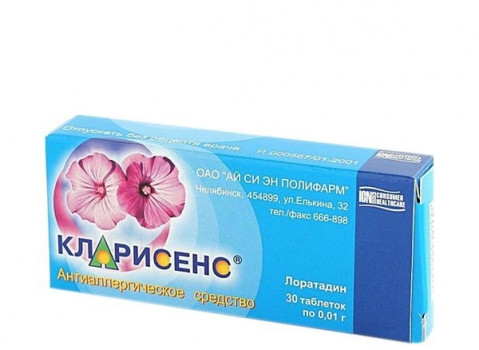 Отпускать без рецепта врача
П.000567/01-2001
ОАО "АЙ СИ ЭН ПОЛИФАРМ"
Челябинск, 454899, ул.Елькина, 32
тел./факс 666-898
ICN CONSUMER
HEALTHCARE
КЛАРИСЕНС®
Антиаллергическое средство
Лоратадин
30 таблеток
по 0,01 г